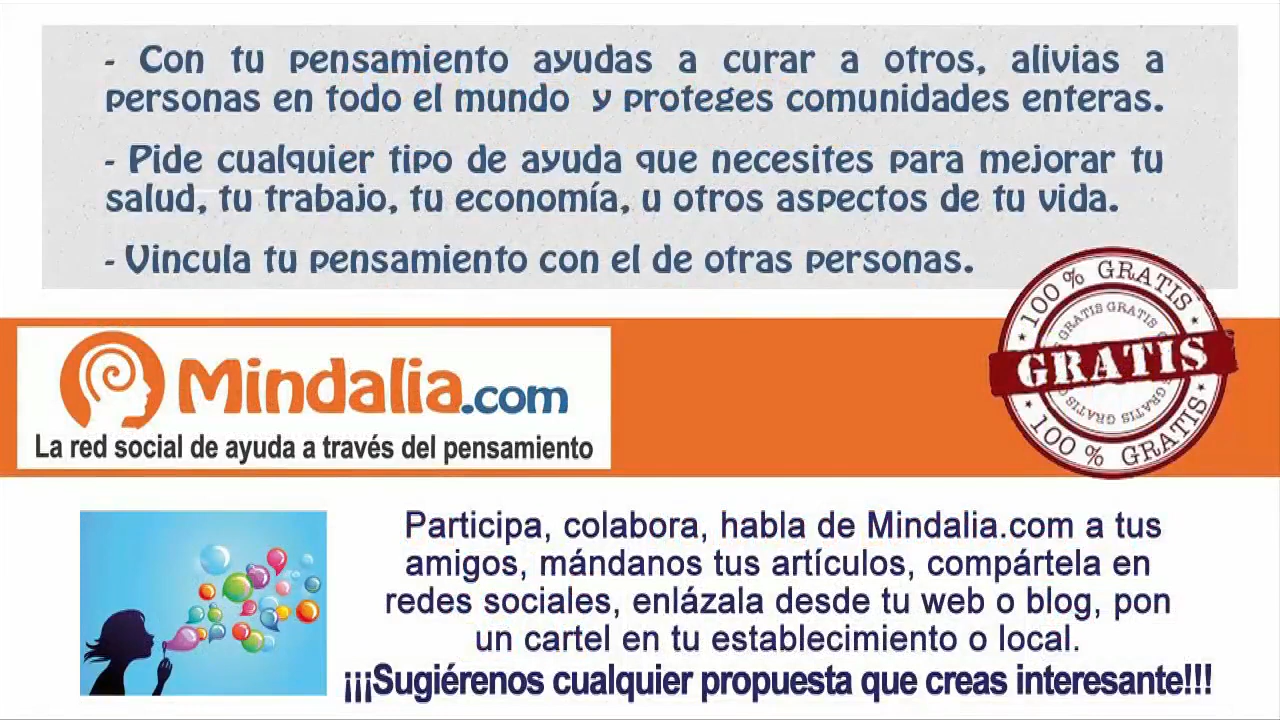 - Con tu pensamiento ayudas a curar a otros, alivias a
personas en todo el mundo y proteges comunidades enteras.
- Pide cualquier tipo de ayuda que necesites para mejorar tu
salud, tu trabajo, tu economía, u otros aspectos de tu vida.
- Vincula tu pensamiento con el de otras personas.
100 % GRATIS
GRATIS GRATIS GRATIS
GRATIS
GRATIS GRATIS GRATIS
100 % GRATIS
Mindalia.com
La red social de ayuda a través del pensamiento
Participa, colabora, habla de Mindalia.com a tus
amigos, mándanos tus artículos, compártela en
redes sociales, enlázala desde tu web o blog, pon
un cartel en tu establecimiento o local.
¡¡¡Sugiérenos cualquier propuesta que creas interesante!!!